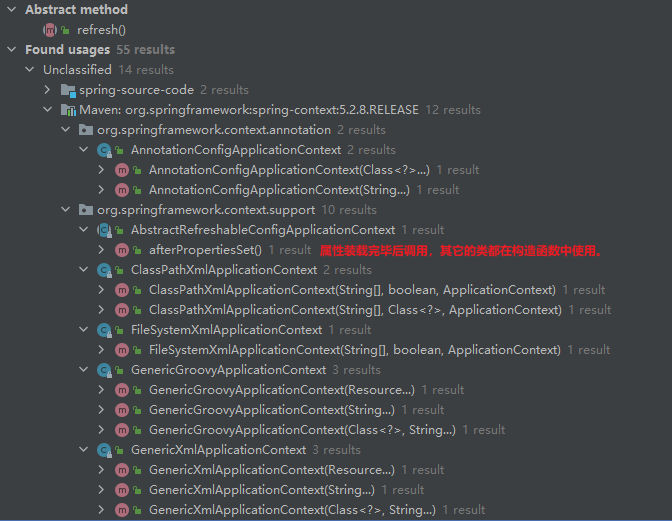 Abstract method
refresh()
Found usages 55 results
Unclassified 14 results
spring-source-code 2 results
Maven: org.springframework:spring-context:5.2.8.RELEASE 12 results
org.springframework.context.annotation 2 results
AnnotationConfigApplicationContext 2 results
AnnotationConfigApplicationContext(Class<?>...) 1 result
AnnotationConfigApplicationContext(String...) 1 result
org.springframework.context.support 10 results
AbstractRefreshableConfigApplicationContext 1 result
afterPropertiesSet() 1 result 属性装载完毕后调用，其它的类都在构造函数中使用。
ClassPathXmlApplicationContext 2 results
ClassPathXmlApplicationContext(String[], boolean, ApplicationContext) 1 result
ClassPathXmlApplicationContext(String[], Class<?>, ApplicationContext) 1 result
FileSystemXmlApplicationContext 1 result
FileSystemXmlApplicationContext(String[], boolean, ApplicationContext) 1 result
GenericGroovyApplicationContext 3 results
GenericGroovyApplicationContext(Resource...) 1 result
GenericGroovyApplicationContext(String...) 1 result
GenericGroovyApplicationContext(Class<?>, String...) 1 result
GenericXmlApplicationContext 3 results
GenericXmlApplicationContext(Resource...) 1 result
GenericXmlApplicationContext(String...) 1 result
GenericXmlApplicationContext(Class<?>, String...) 1 result